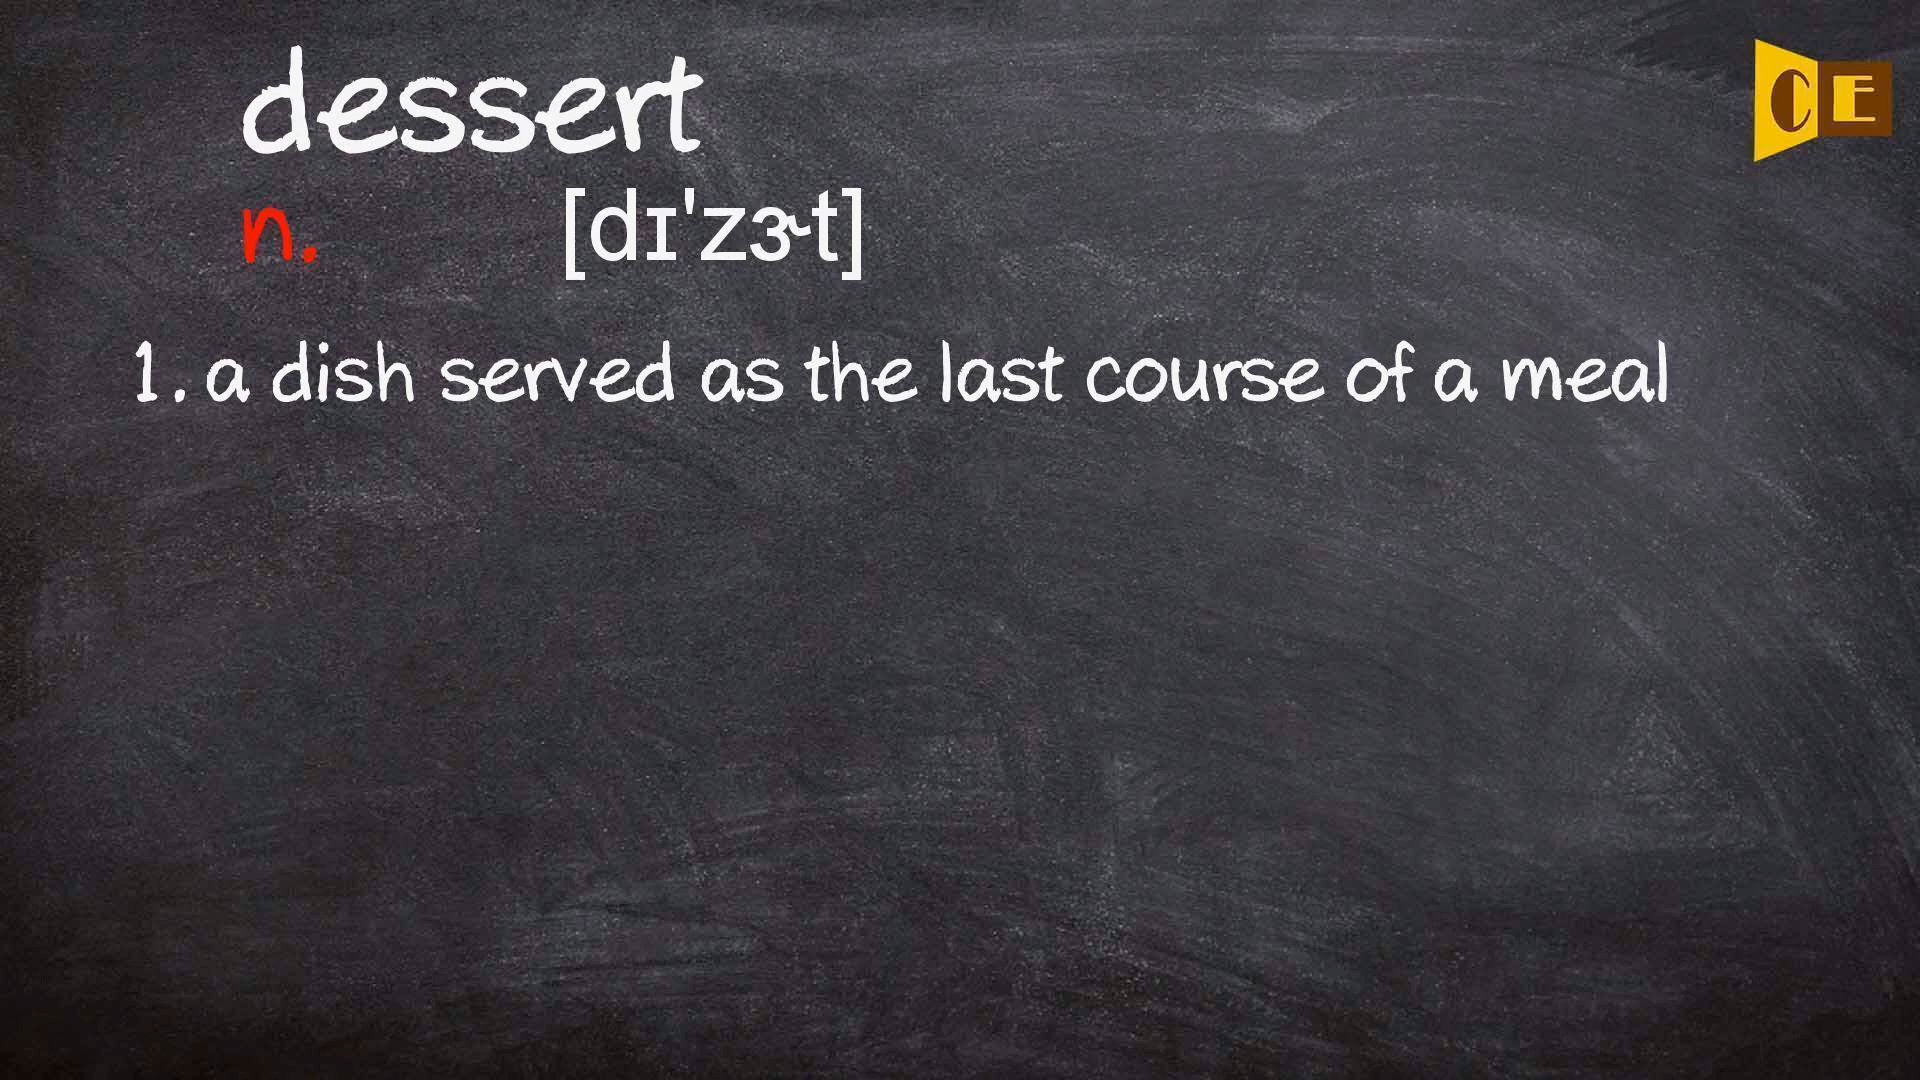 dessert
CE
n. [dɪ'zɝt]
1. a dish served as the last course of a meal